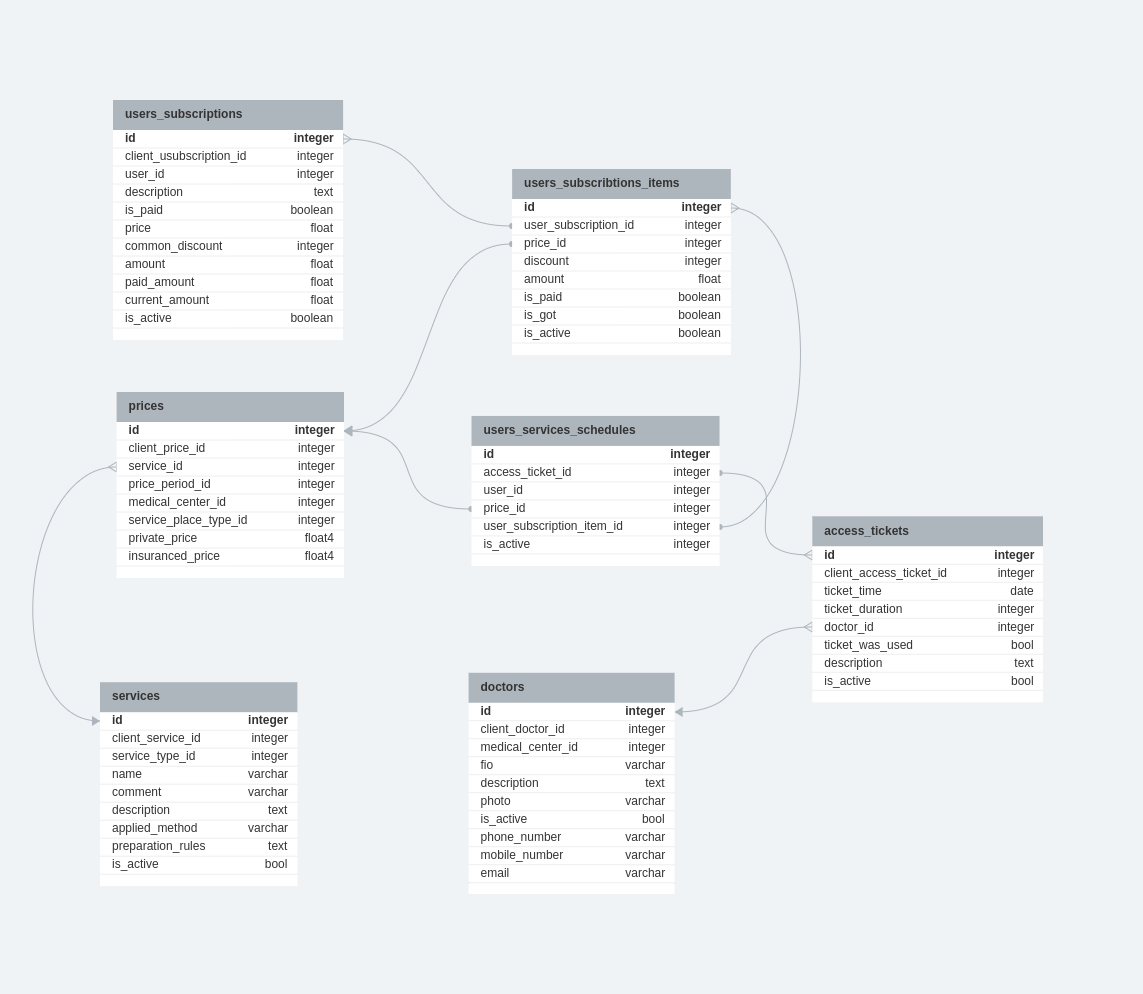 users_subscriptions
id integer
client_usubscription_id integer
user_id integer
description text
is_paid boolean
price float
common_discount integer
amount float
paid_amount float
current_amount float
is_active boolean
users_subscribtions_items
id integer
user_subscription_id integer
price_id integer
discount integer
amount float
is_paid boolean
is_got boolean
is_active boolean
prices
id integer
client_price_id integer
service_id integer
price_period_id integer
medical_center_id integer
service_place_type_id integer
private_price float4
insuranced_price float4
users_services_schedules
id integer
access_ticket_id integer
user_id integer
price_id integer
user_subscription_item_id integer
is_active integer
access_tickets
id integer
client_access_ticket_id integer
ticket_time date
ticket_duration integer
doctor_id integer
ticket_was_used bool
description text
is_active bool
services
id integer
client_service_id integer
service_type_id integer
name varchar
comment varchar
description text
applied_method varchar
preparation_rules text
is_active bool
doctors
id integer
client_doctor_id integer
medical_center_id integer
fio varchar
description text
photo varchar
is_active bool
phone_number varchar
mobile_number varchar
email varchar